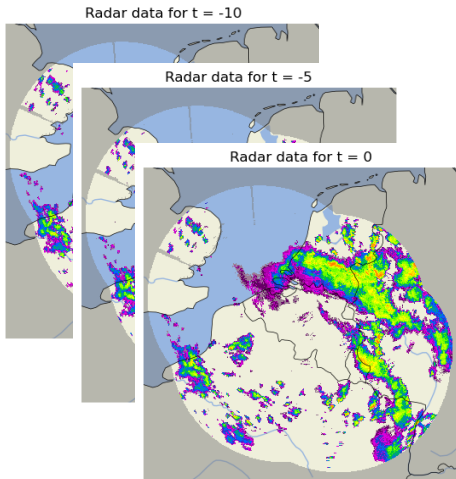 Radar data for t = -10
Radar data for t = -5
Radar data for t = 0